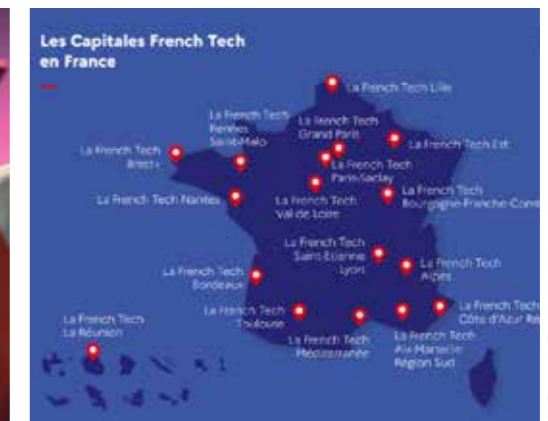 Les Capitales French Tech
en France
La French Tech Lille
La French Tech
Rennes
Saint-Malo
La French Tech
Grand Paris
La French Tech Est
La French Tech
Brest+
La French Tech
Paris-Saclay
La French Tech Nantes
La French Tech
Val de Loire
La French Tech
Bourgogne-Franche-Comt
La French Tech
Saint-Etienne
Lyon
La French Tech
Alpes
La French Tech
Bordeaux
La French Tech
Toulouse
La French Tech
Côte d'Azur Ré
La French Tech
La Réunion
La French Tech
Méditerranée
La French Tech
Aix-Marseille
Région Sud